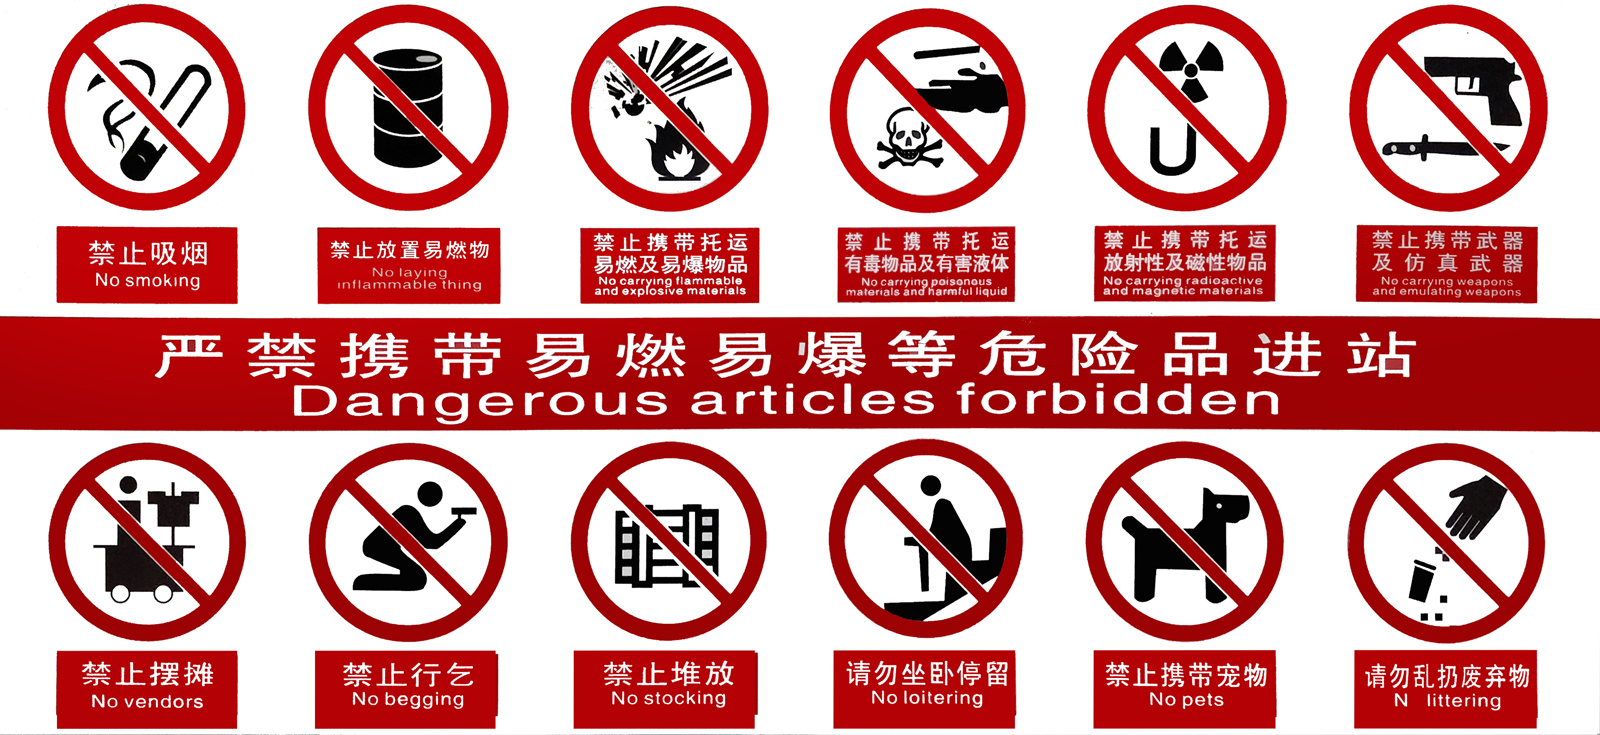 禁止吸烟
No smoking
禁止放置易燃物
No laying
inflammable thing
禁止携带托运
易燃及易爆物品
No carrying flammable
and explosive materials
禁止携带托运
有毒物品及有害液体
No carrying poisonous
materials and harmful liquid
禁止携带托运
放射性及磁性物品
No carrying radioactive
and magnetic materials
禁止携带武器
及仿真武器
No carrying weapons
and emulating weapons
严禁携带易燃易爆等危险品进站
Dangerous articles forbidden
禁止摆摊
No vendors
禁止行乞
No begging
禁止堆放
No stocking
请勿坐卧停留
No loitering
禁止携带宠物
No pets
请勿乱扔废弃物
N littering